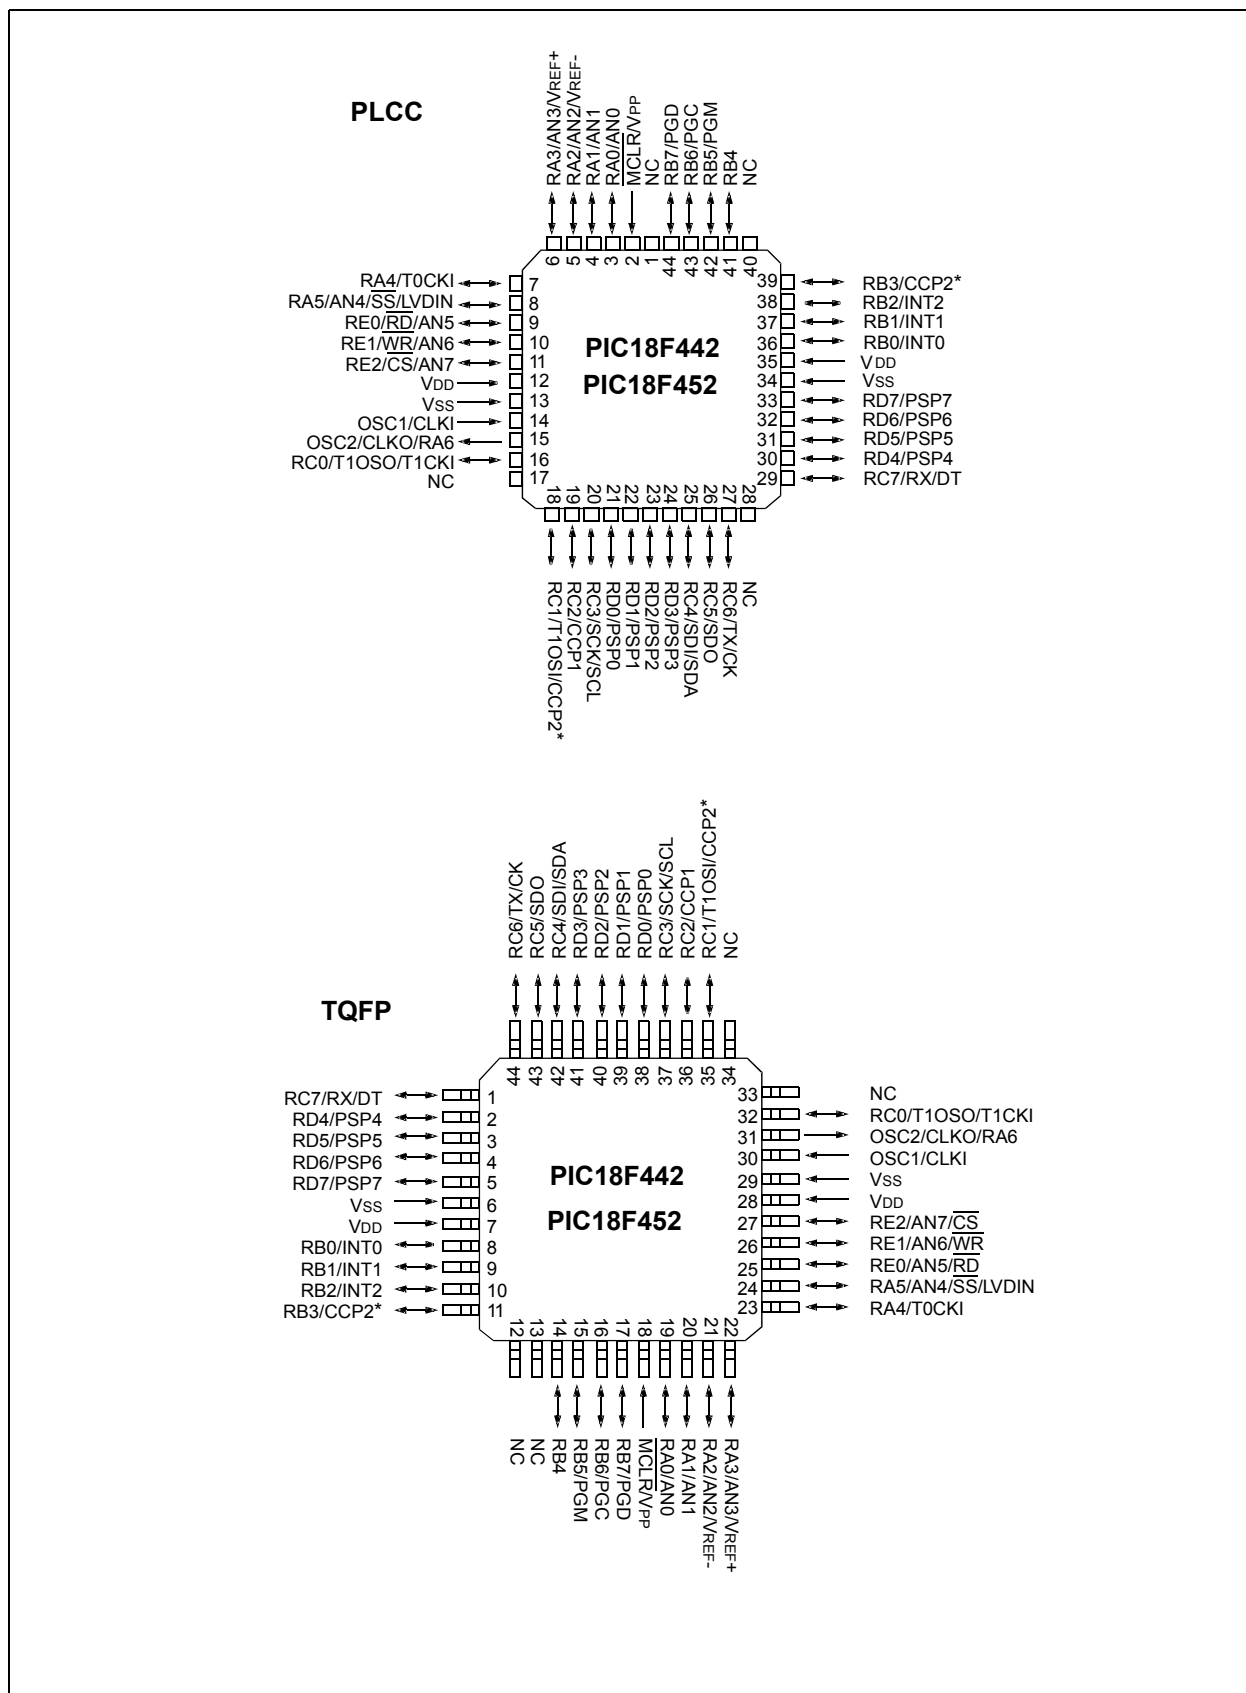 PLCC
RA3/AN3/VREF+
RA2/AN2/VREF-
RA1/AN1
RA0/AN0
MCLR/VPP
NC
RB7/PGD
RB6/PGC
RB5/PGM
RB4
NC
6 5 4 3 2 1 44 43 42 41 40
RA4/T0CKI 7
RA5/AN4/SS/LVDIN 8
RE0/RD/AN5 9
RE1/WR/AN6 10
RE2/CS/AN7 11
VDD 12
VSS 13
OSC1/CLKI 14
OSC2/CLKO/RA6 15
RC0/T1OSO/T1CKI 16
NC 17
PIC18F442
PIC18F452
39 RB3/CCP2*
38 RB2/INT2
37 RB1/INT1
36 RB0/INT0
35 VDD
34 VSS
33 RD7/PSP7
32 RD6/PSP6
31 RD5/PSP5
30 RD4/PSP4
29 RC7/RX/DT
18 19 20 21 22 23 24 25 26 27 28
RC1/T1OSI/CCP2*
RC2/CCP1
RC3/SCK/SCL
RD0/PSP0
RD1/PSP1
RD2/PSP2
RD3/PSP3
RC4/SDI/SDA
RC5/SDO
RC6/TX/CK
NC
TQFP
RC6/TX/CK
RC5/SDO
RC4/SDI/SDA
RD3/PSP3
RD2/PSP2
RD1/PSP1
RD0/PSP0
RC3/SCK/SCL
RC2/CCP1
RC1/T1OSI/CCP2*
NC
44 43 42 41 40 39 38 37 36 35 34
RC7/RX/DT 1
RD4/PSP4 2
RD5/PSP5 3
RD6/PSP6 4
RD7/PSP7 5
VSS 6
VDD 7
RB0/INT0 8
RB1/INT1 9
RB2/INT2 10
RB3/CCP2* 11
PIC18F442
PIC18F452
33 NC
32 RC0/T1OSO/T1CKI
31 OSC2/CLKO/RA6
30 OSC1/CLKI
29 VSS
28 VDD
27 RE2/AN7/CS
26 RE1/AN6/WR
25 RE0/AN5/RD
24 RA5/AN4/SS/LVDIN
23 RA4/T0CKI
12 13 14 15 16 17 18 19 20 21 22
NC
NC
RB4
RB5/PGM
RB6/PGC
RB7/PGD
MCLR/VPP
RA0/AN0
RA1/AN1
RA2/AN2/VREF-
RA3/AN3/VREF+